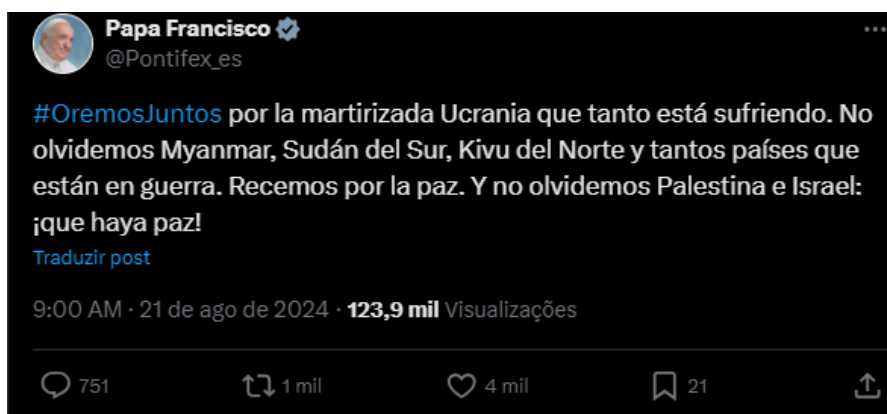 Papa Francisco
@Pontifex_es
#OremosJuntos por la martirizada Ucrania que tanto está sufriendo. No
olvidemos Myanmar, Sudán del Sur, Kivu del Norte y tantos países que
están en guerra. Recemos por la paz. Y no olvidemos Palestina e Israel:
¡que haya paz!
Traduzir post
9:00 AM · 21 de ago de 2024 · 123,9 mil Visualizações
751 1 mil 4 mil 21